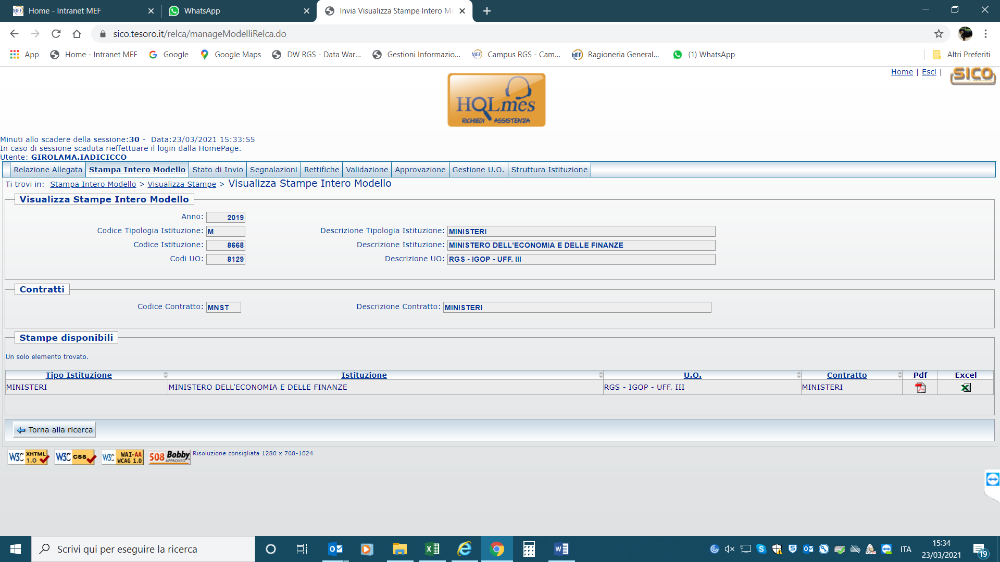 Home - Intranet MEF
WhatsApp
Invia Visualizza Stampe Intero Mo
sico.tesoro.it/relca/manageModelliRelca.do
App Home - Intranet MEF Google Google Maps DW RGS - Data War... Gestioni Informazio... MEF Campus RGS - Cam... MEF Ragioneria General... (1) WhatsApp Altri Preferiti
Home | Esci | SICO
HQLmes
RICHIEDI ASSISTENZA
Minuti allo scadere della sessione:30 - Data:23/03/2021 15:33:55
In caso di sessione scaduta rieffettuare il login dalla HomePage.
Utente: GIROLAMA.IADICICCO
Relazione Allegata Stampa Intero Modello Stato di Invio Segnalazioni Rettifiche Validazione Approvazione Gestione U.O. Struttura Istituzione
Ti trovi in: Stampa Intero Modello > Visualizza Stampe > Visualizza Stampe Intero Modello
Visualizza Stampe Intero Modello
Anno: 2019
Codice Tipologia Istituzione: M Descrizione Tipologia Istituzione: MINISTERI
Codice Istituzione: 8668 Descrizione Istituzione: MINISTERO DELL'ECONOMIA E DELLE FINANZE
Codi UO: 8129 Descrizione UO: RGS - IGOP - UFF. III
Contratti
Codice Contratto: MNST Descrizione Contratto: MINISTERI
Stampe disponibili
Un solo elemento trovato.
Tipo Istituzione Istituzione U.O. Contratto Pdf Excel
MINISTERI MINISTERO DELL'ECONOMIA E DELLE FINANZE RGS - IGOP - UFF. III MINISTERI
Torna alla ricerca
W3C XHTML 1.0 W3C css W3C WAI-AA WCAG 1.0 508 Bobby APPROVED Risoluzione consigliata 1280 x 768-1024
Scrivi qui per eseguire la ricerca
ITA
15:34
23/03/2021
19